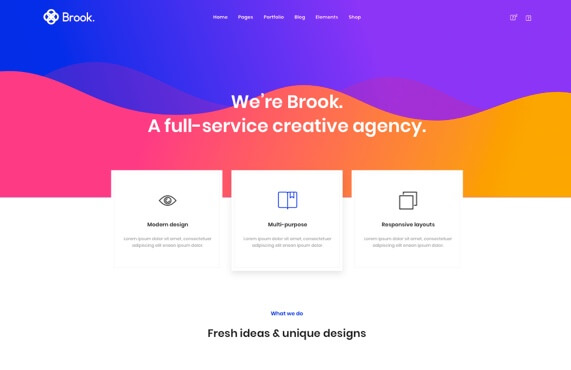 Brook.
Home Pages Portfolio Blog Elements Shop
We're Brook.
A full-service creative agency.
Modern design
Lorem ipsum dolor sit amet, consectetuer
adipiscing elit enean ipsum dolor.
Multi-purpose
Lorem ipsum dolor sit amet, consectetuer
adipiscing elit enean ipsum dolor.
Responsive layouts
Lorem ipsum dolor sit amet, consectetuer
adipiscing elit enean ipsum dolor.
What we do
Fresh ideas & unique designs